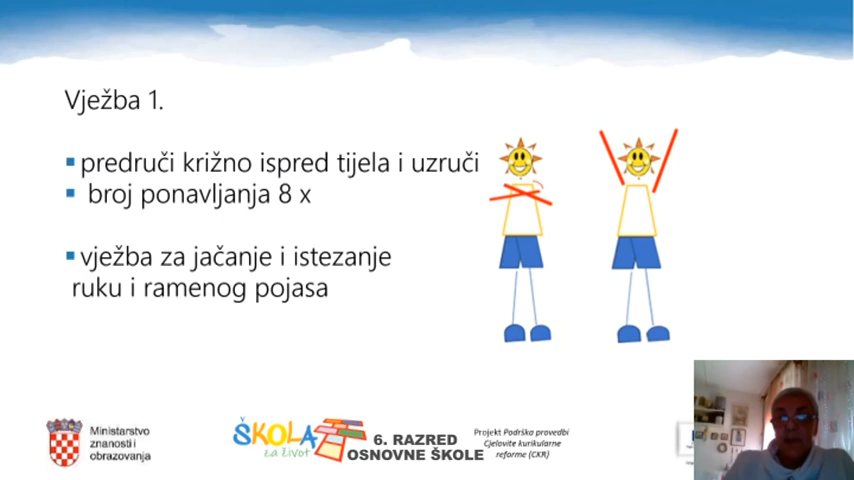 Vježba 1.
predruči križno ispred tijela i uzruči
broj ponavljanja 8 x
vježba za jačanje i istezanje
ruku i ramenog pojasa
Ministarstvo
znanosti i
obrazovanja
ŠKOLA
za život
6. RAZRED
OSNOVNE ŠKOLE
Projekt Podrška provedbi
Cjelovite kurikularne
reforme (CKR)